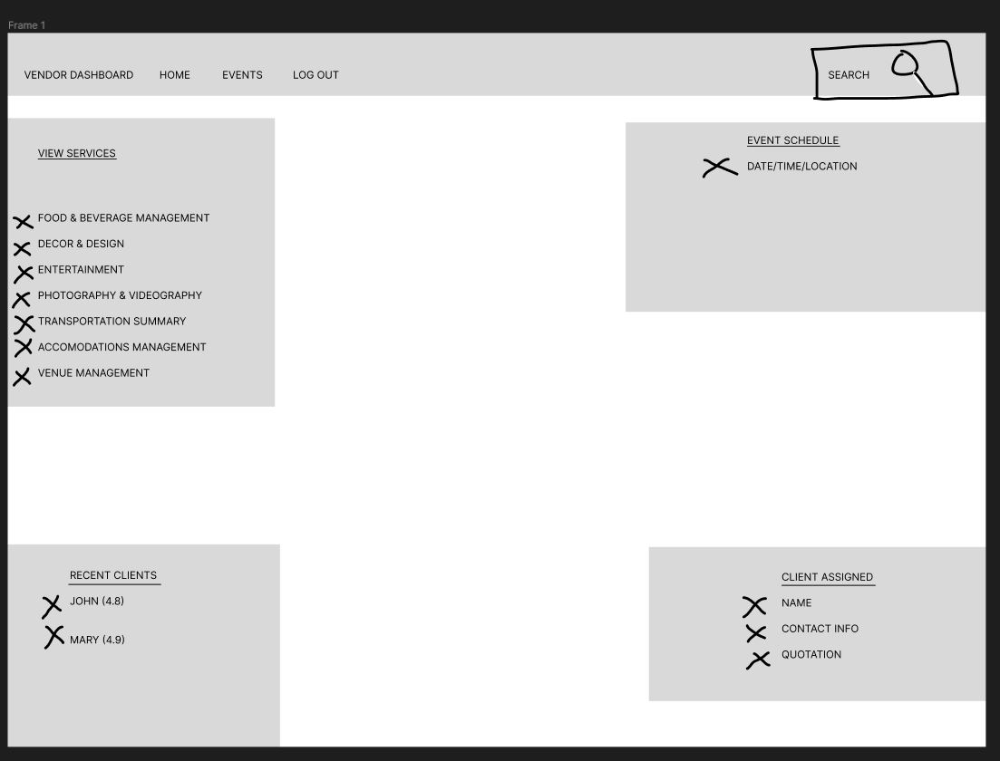 Frame 1
VENDOR DASHBOARD HOME EVENTS LOG OUT SEARCH
VIEW SERVICES
FOOD & BEVERAGE MANAGEMENT
DECOR & DESIGN
ENTERTAINMENT
PHOTOGRAPHY & VIDEOGRAPHY
TRANSPORTATION SUMMARY
ACCOMODATIONS MANAGEMENT
VENUE MANAGEMENT
EVENT SCHEDULE
DATE/TIME/LOCATION
RECENT CLIENTS
JOHN (4.8)
MARY (4.9)
CLIENT ASSIGNED
NAME
CONTACT INFO
QUOTATION